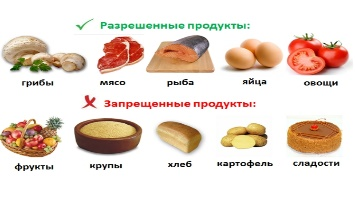 Разрешенные продукты:
грибы мясо рыба яйца овощи
Запрещенные продукты:
фрукты крупы хлеб картофель сладости